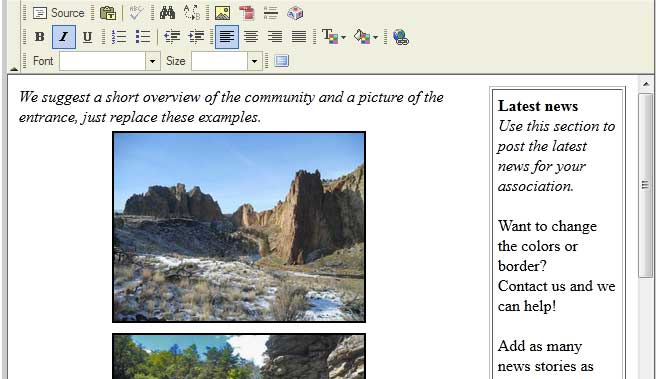 Source
B I U
Font Size
We suggest a short overview of the community and a picture of the
entrance, just replace these examples.
Latest news
Use this section to
post the latest
news for your
association.
Want to change
the colors or
border?
Contact us and we
can help!
Add as many
news stories as